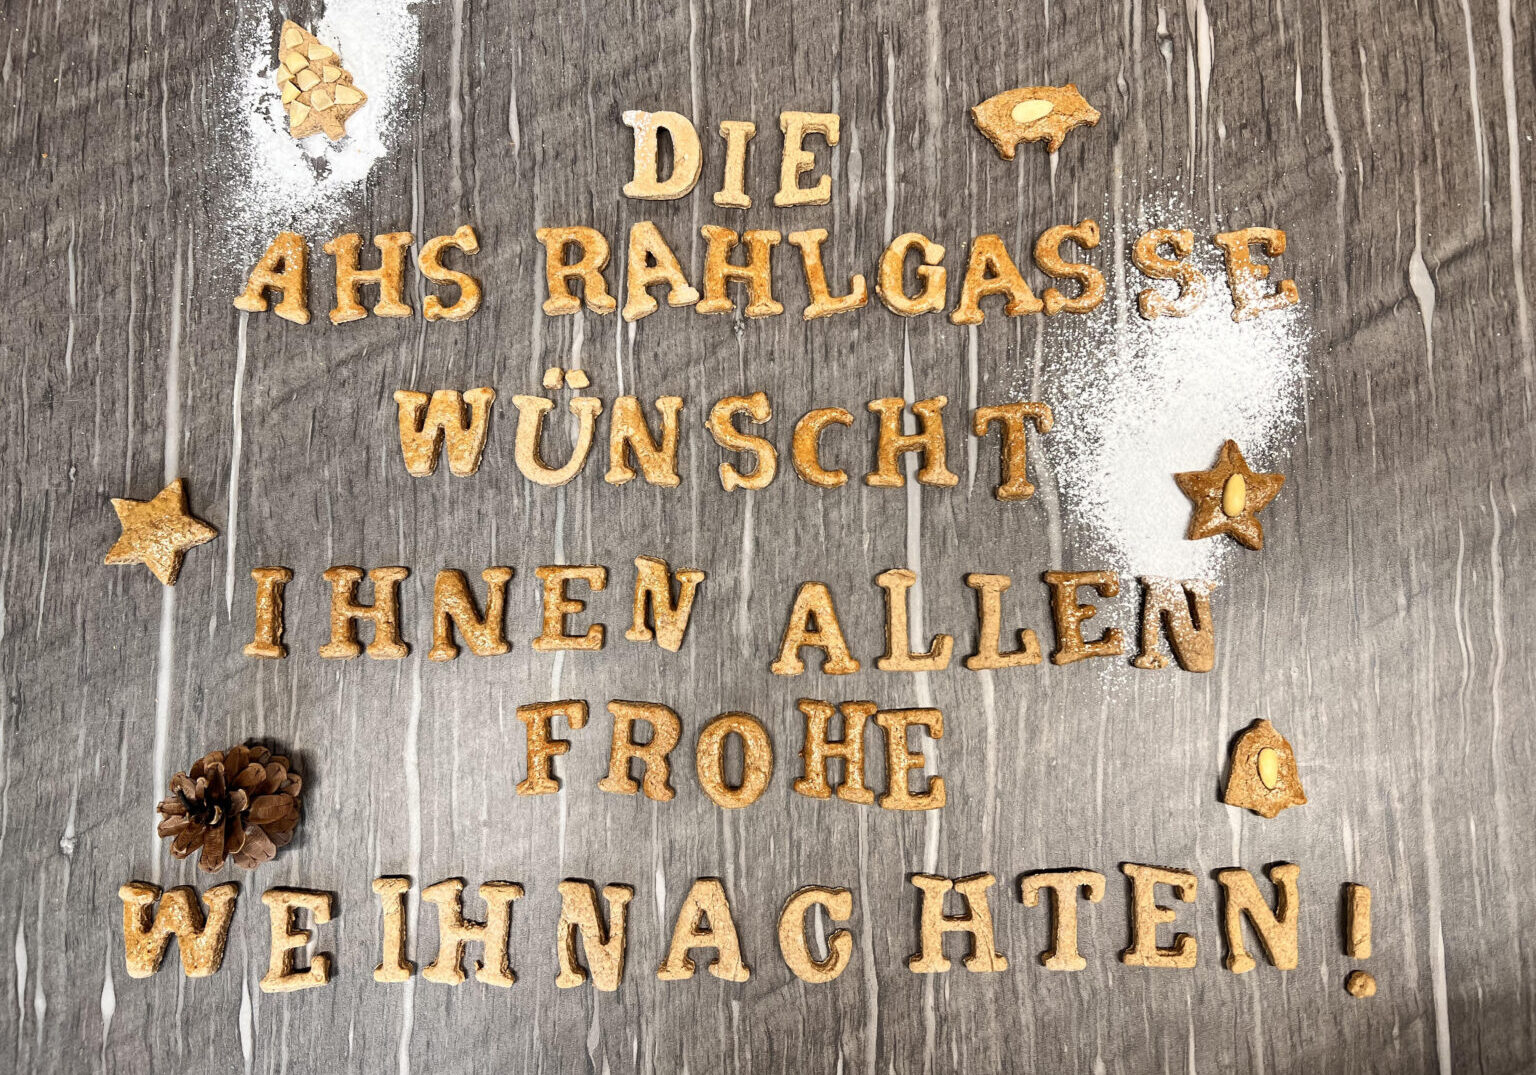 DIE
AHS RAHLGASSE
WÜNSCHT
IHNEN ALLEN
FROHE
WEIHNACHTEN!